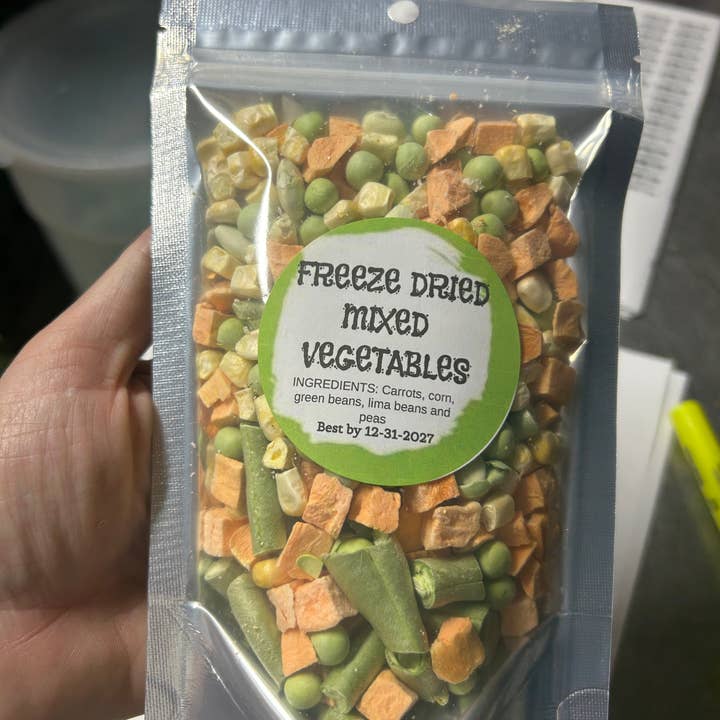 FREEZE DRIED
MIXED
VEGETABLES
INGREDIENTS: Carrots, corn,
green beans, lima beans and
peas
Best by 12-31-2027